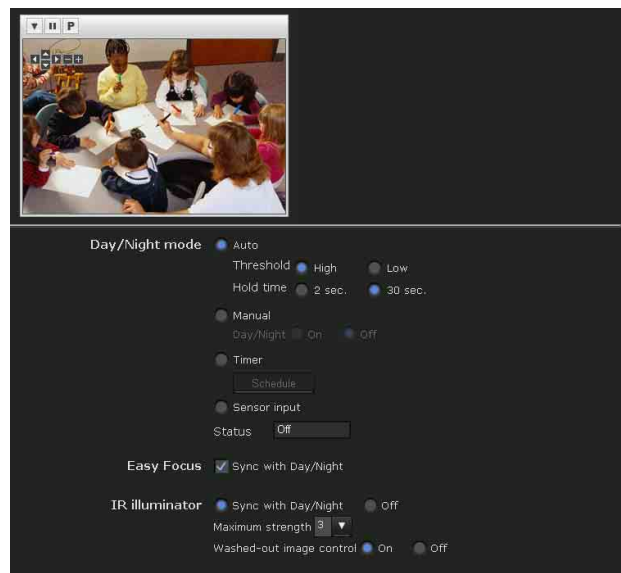 P
Day/Night mode Auto
Threshold High Low
Hold time 2 sec. 30 sec.
Manual
Day/Night On Off
Timer
Schedule
Sensor input
Status Off
Easy Focus Sync with Day/Night
IR illuminator Sync with Day/Night Off
Maximum strength 3
Washed-out image control On Off